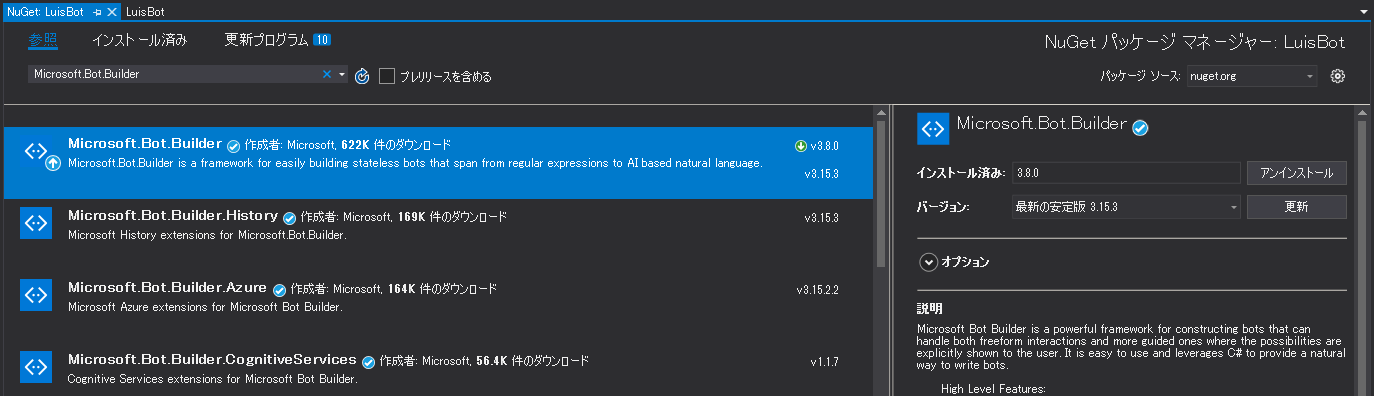 NuGet: LuisBot LuisBot
参照 インストール済み 更新プログラム 10
NuGet パッケージ マネージャー: LuisBot
Microsoft.Bot.Builder プレリリースを含める
パッケージ ソース: nuget.org
Microsoft.Bot.Builder 作成者: Microsoft, 622K 件のダウンロード v3.8.0
Microsoft.Bot.Builder is a framework for easily building stateless bots that span from regular expressions to AI based natural language.
v3.15.3
Microsoft.Bot.Builder.History 作成者: Microsoft, 169K 件のダウンロード v3.15.3
Microsoft History extensions for Microsoft.Bot.Builder.
Microsoft.Bot.Builder.Azure 作成者: Microsoft, 164K 件のダウンロード v3.15.2.2
Microsoft Azure extensions for Microsoft Bot Builder.
Microsoft.Bot.Builder.CognitiveServices 作成者: Microsoft, 56.4K 件のダウンロード v1.1.7
Cognitive Services extensions for Microsoft Bot Builder.
Microsoft.Bot.Builder
インストール済み: 3.8.0 アンインストール
バージョン: 最新の安定版 3.15.3 更新
オプション
説明
Microsoft Bot Builder is a powerful framework for constructing bots that can
handle both freeform interactions and more guided ones where the possibilities are
explicitly shown to the user. It is easy to use and leverages C# to provide a natural
way to write bots.
High Level Features: